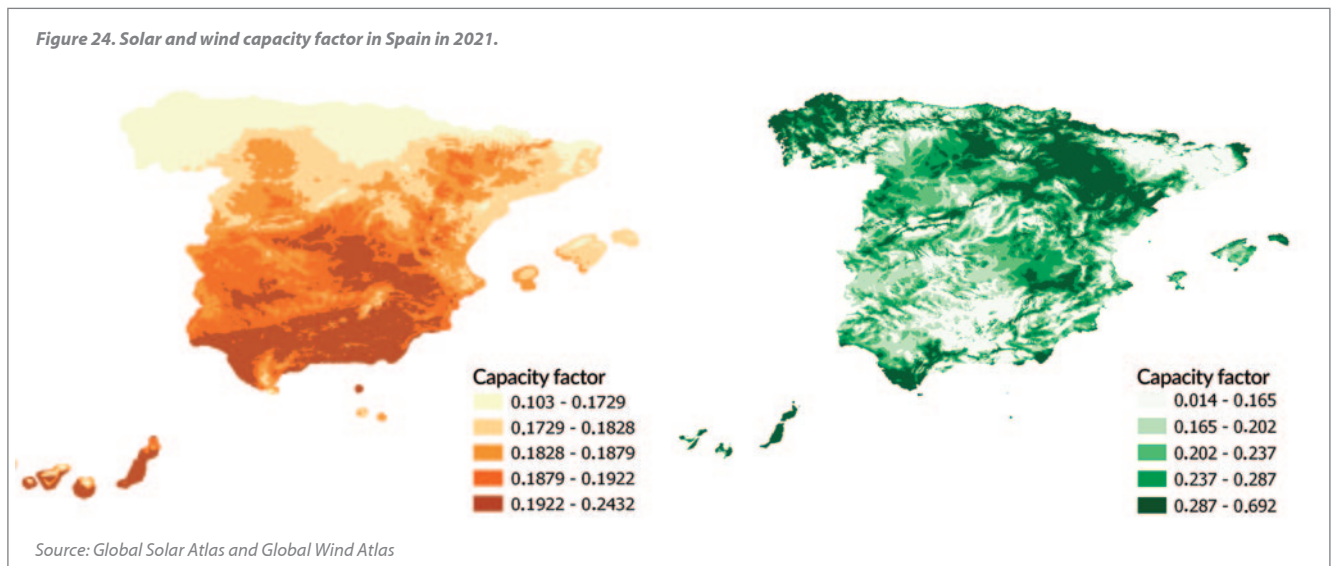 Figure 24. Solar and wind capacity factor in Spain in 2021.
Capacity factor
0.103 - 0.1729
0.1729 - 0.1828
0.1828 - 0.1879
0.1879 - 0.1922
0.1922 - 0.2432
Capacity factor
0.014 - 0.165
0.165 - 0.202
0.202 - 0.237
0.237 - 0.287
0.287 - 0.692
Source: Global Solar Atlas and Global Wind Atlas